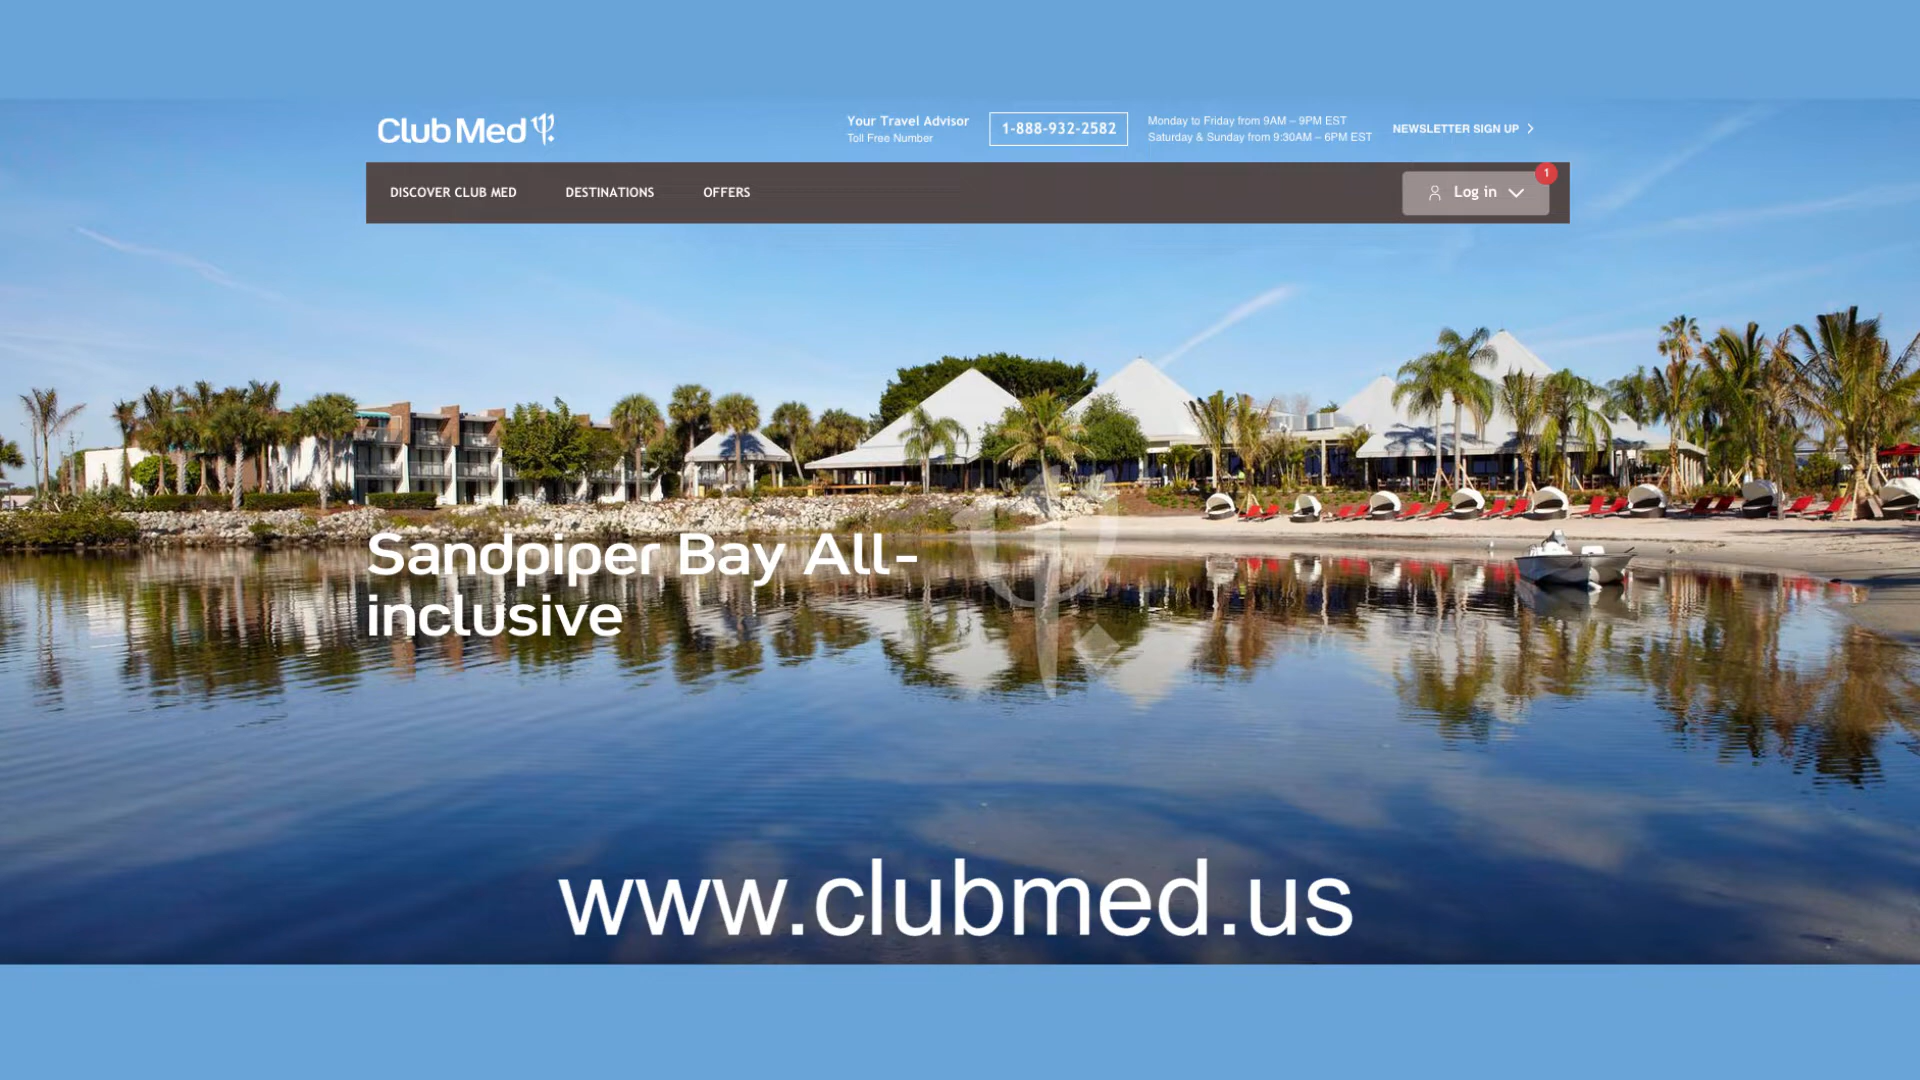 Club Med
Your Travel Advisor
Toll Free Number
1-888-932-2582
Monday to Friday from 9AM – 9PM EST
Saturday & Sunday from 9:30AM – 6PM EST
NEWSLETTER SIGN UP
DISCOVER CLUB MED
DESTINATIONS
OFFERS
Log in
1
Sandpiper Bay All-
inclusive
www.clubmed.us